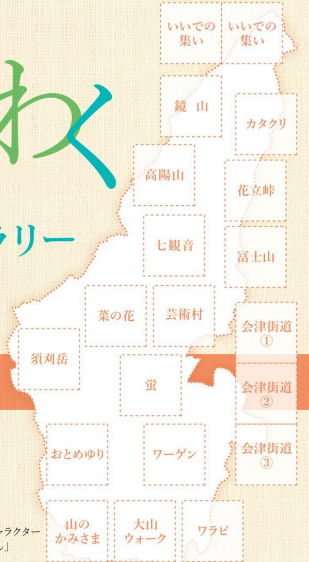 いいでの
集い
いいでの
集い
わく
鏡 山
カタクリ
高陽山
花立峠
ラリー
七観音
冨士山
菜の花
芸術村
会津街道
①
須刈岳
蛍
会津街道
②
おとめゆり
ワーゲン
会津街道
③
山の
かみさま
大山
ウォーク
ワラビ
ャラクター
ん」